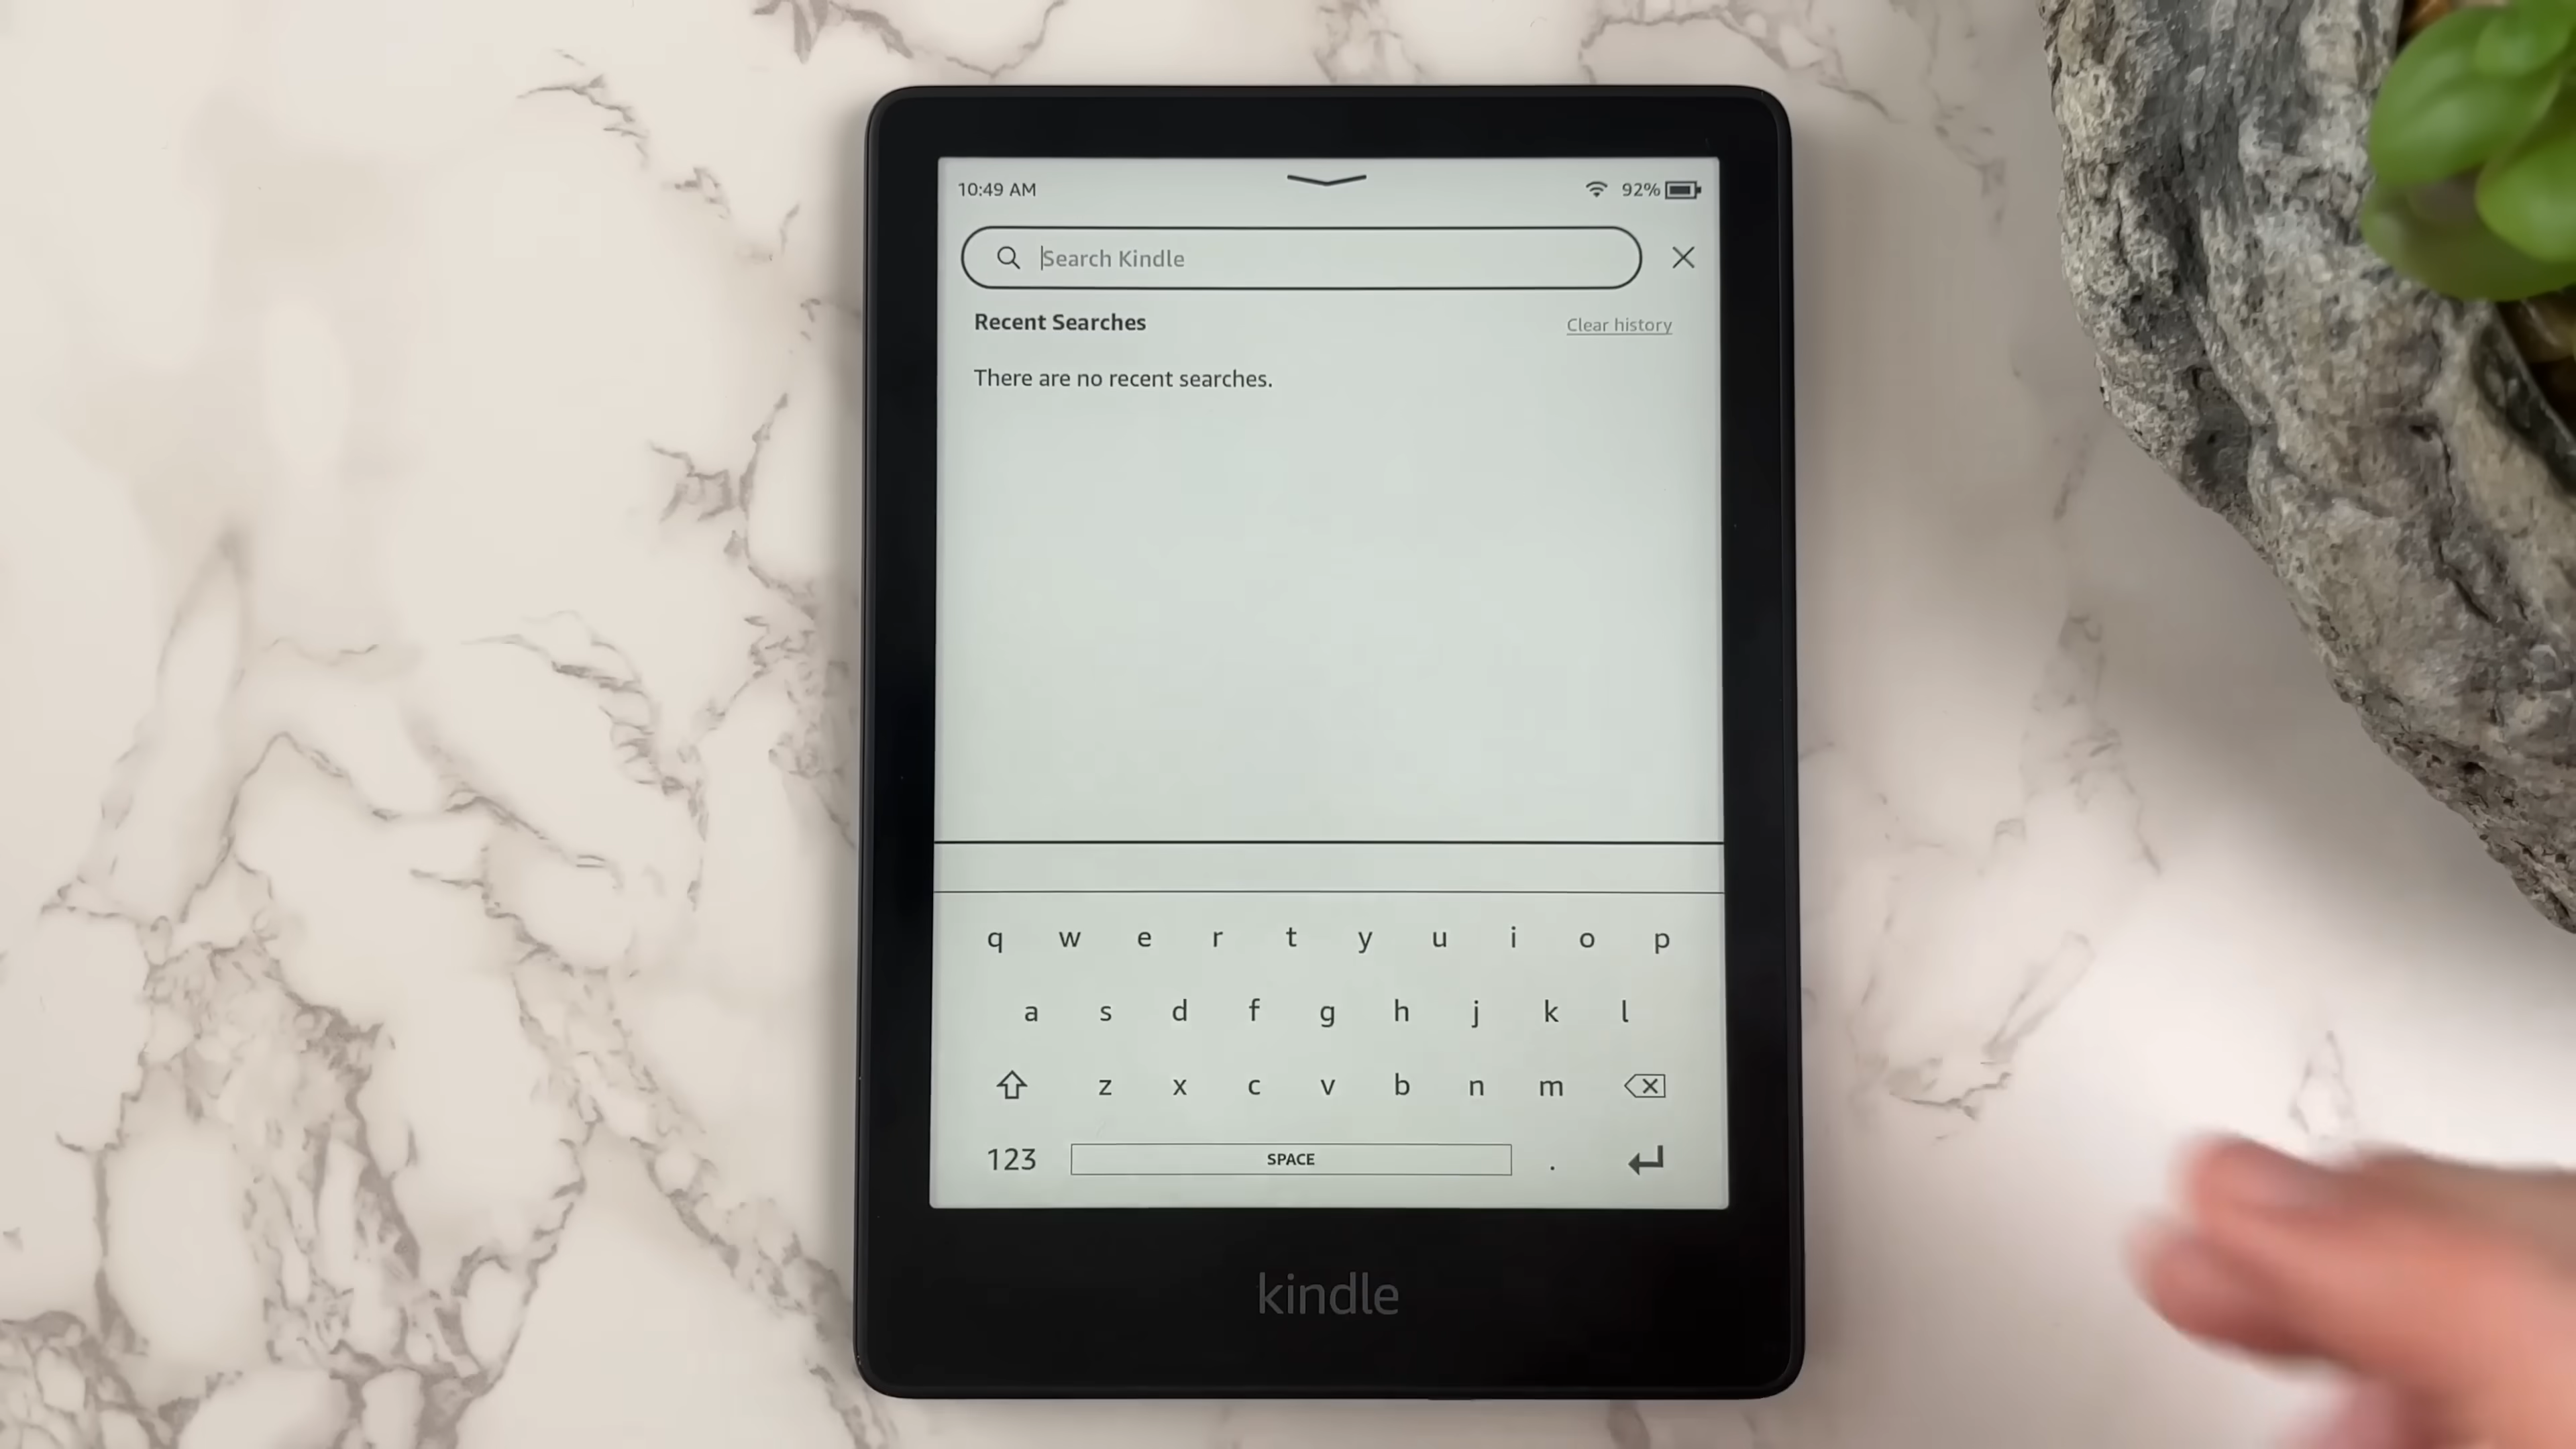 10:49 AM 92%
Search Kindle
Recent Searches Clear history
There are no recent searches.
q w e r t y u i o p
a s d f g h j k l
z x c v b n m
123 SPACE .
kindle